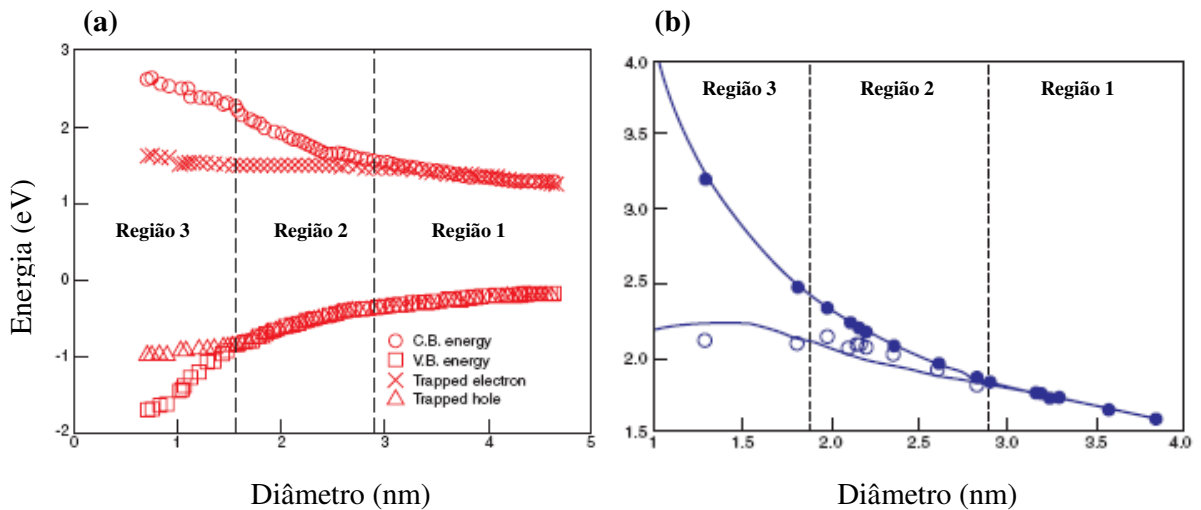 (a)
3
2
1
0
-1
-2
Energia (eV)
Região 3
Região 2
Região 1
C.B. energy
V.B. energy
Trapped electron
Trapped hole
0
1
2
3
4
5
Diâmetro (nm)
(b)
4.0
3.5
3.0
2.5
2.0
1.5
Região 3
Região 2
Região 1
1
1.5
2.0
2.5
3.0
3.5
4.0
Diâmetro (nm)